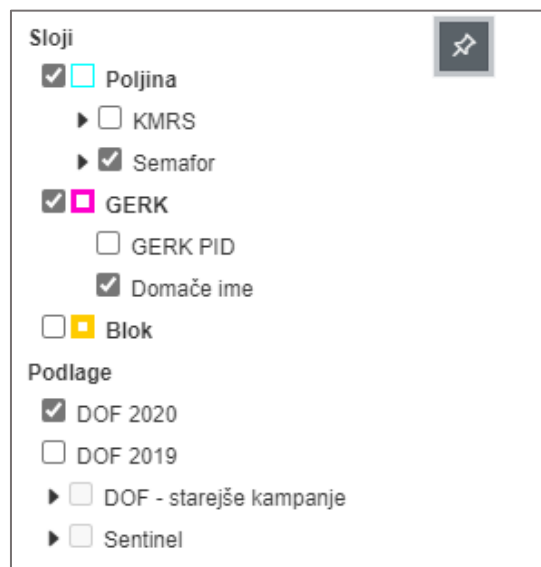 Sloji
Poljina
KMRS
Semafor
GERK
GERK PID
Domače ime
Blok
Podlage
DOF 2020
DOF 2019
DOF - starejše kampanje
Sentinel